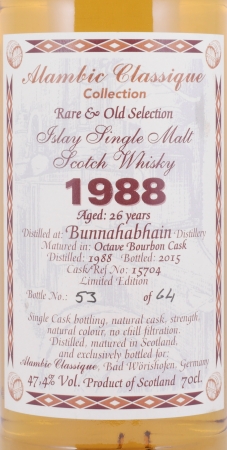 Alambic Classique
Collection
Rare & Old Selection
Islay Single Malt
Scotch Whisky
1988
Aged: 26 years
Distilled at: Bunnahabhain Distillery
Matured in: Octave Bourbon Cask
Distilled: 1988 Bottled: 2015
Cask/Ref No: 15704
Limited Edition
Bottle No.: 53 of 64
Single Cask bottling, natural cask, strength,
natural colour, no chill filtration.
Distilled, matured in Scotland,
and exclusively bottled for:
Alambic Classique, Bad Wörishofen, Germany
47,4% Vol. Product of Scotland 70cl.